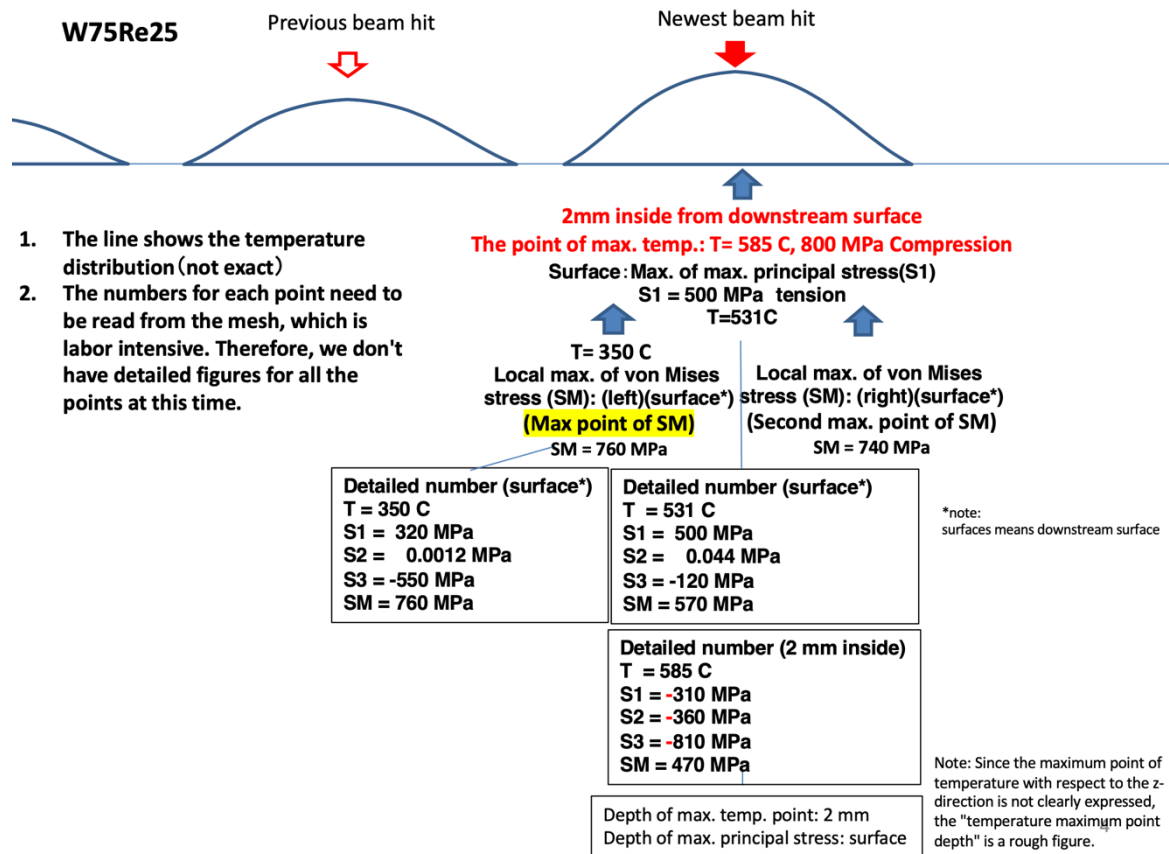 W75Re25
Previous beam hit
Newest beam hit
2mm inside from downstream surface
The point of max. temp.: T= 585 C, 800 MPa Compression
Surface：Max. of max. principal stress(S1)
S1 = 500 MPa tension
T=531C
1. The line shows the temperature
distribution（not exact）
2. The numbers for each point need to
be read from the mesh, which is
labor intensive. Therefore, we don't
have detailed figures for all the
points at this time.
T= 350 C
Local max. of von Mises
stress (SM): (left)(surface*)
(Max point of SM)
SM = 760 MPa
Local max. of von Mises
stress (SM): (right)(surface*)
(Second max. point of SM)
SM = 740 MPa
Detailed number (surface*)
T = 350 C
S1 = 320 MPa
S2 = 0.0012 MPa
S3 = -550 MPa
SM = 760 MPa
Detailed number (surface*)
T = 531 C
S1 = 500 MPa
S2 = 0.044 MPa
S3 = -120 MPa
SM = 570 MPa
*note:
surfaces means downstream surface
Detailed number (2 mm inside)
T = 585 C
S1 = -310 MPa
S2 = -360 MPa
S3 = -810 MPa
SM = 470 MPa
Depth of max. temp. point: 2 mm
Depth of max. principal stress: surface
Note: Since the maximum point of
temperature with respect to the z-
direction is not clearly expressed,
the "temperature maximum point
depth" is a rough figure.
4